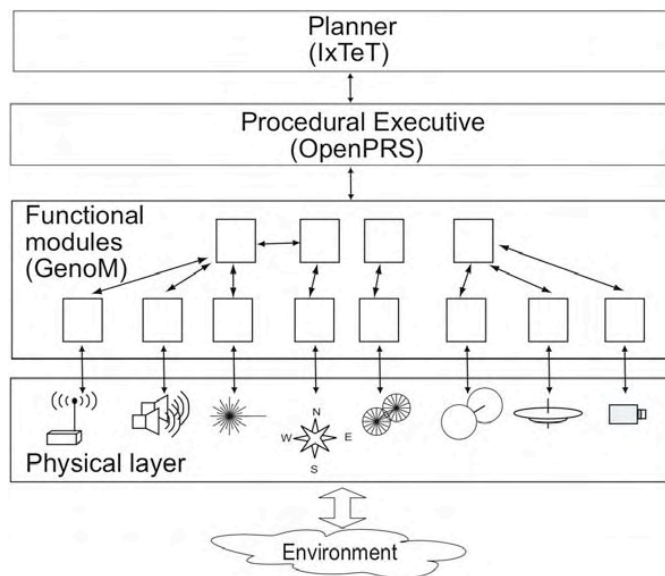 Planner
(IxTeT)
Procedural Executive
(OpenPRS)
Functional
modules
(GenoM)
N
W E
S
Physical layer
Environment